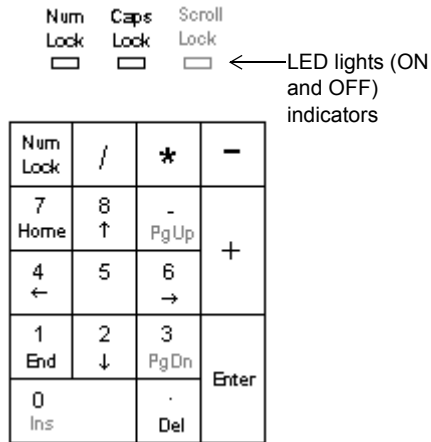 Num Caps Scroll
Lock Lock Lock
LED lights (ON
and OFF)
indicators
Num
Lock / * −
7 8 -
Home ↑ PgUp
+
4 5 6
← →
1 2 3
End ↓ PgDn
Enter
0 .
Ins Del